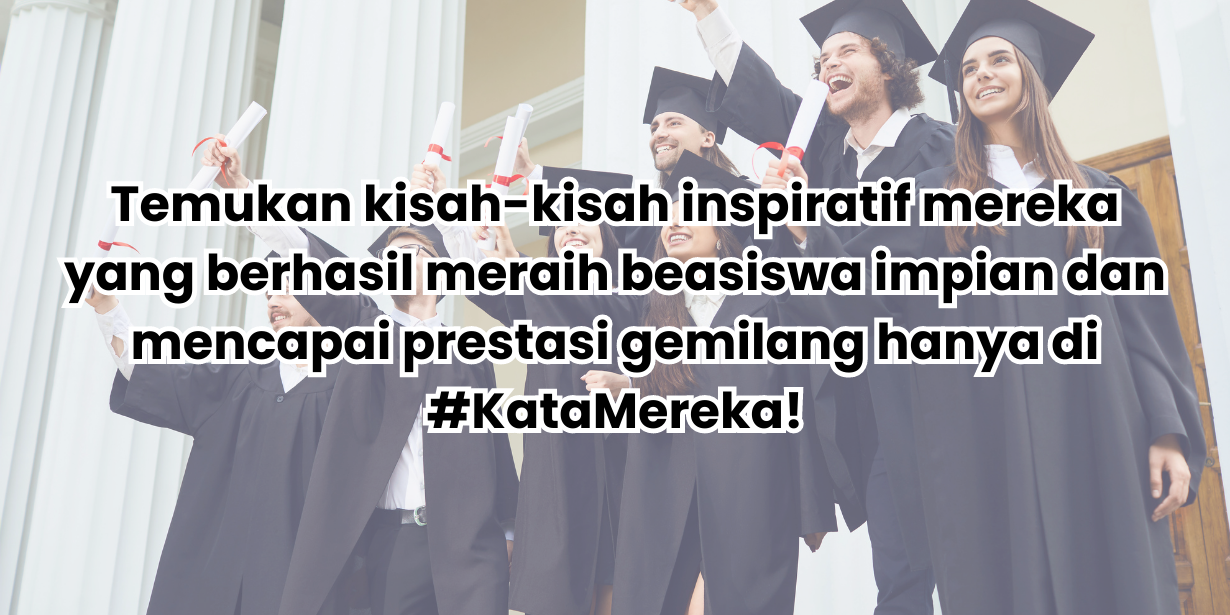 Temukan kisah-kisah inspiratif mereka
yang berhasil meraih beasiswa impian dan
mencapai prestasi gemilang hanya di
#KataMereka!